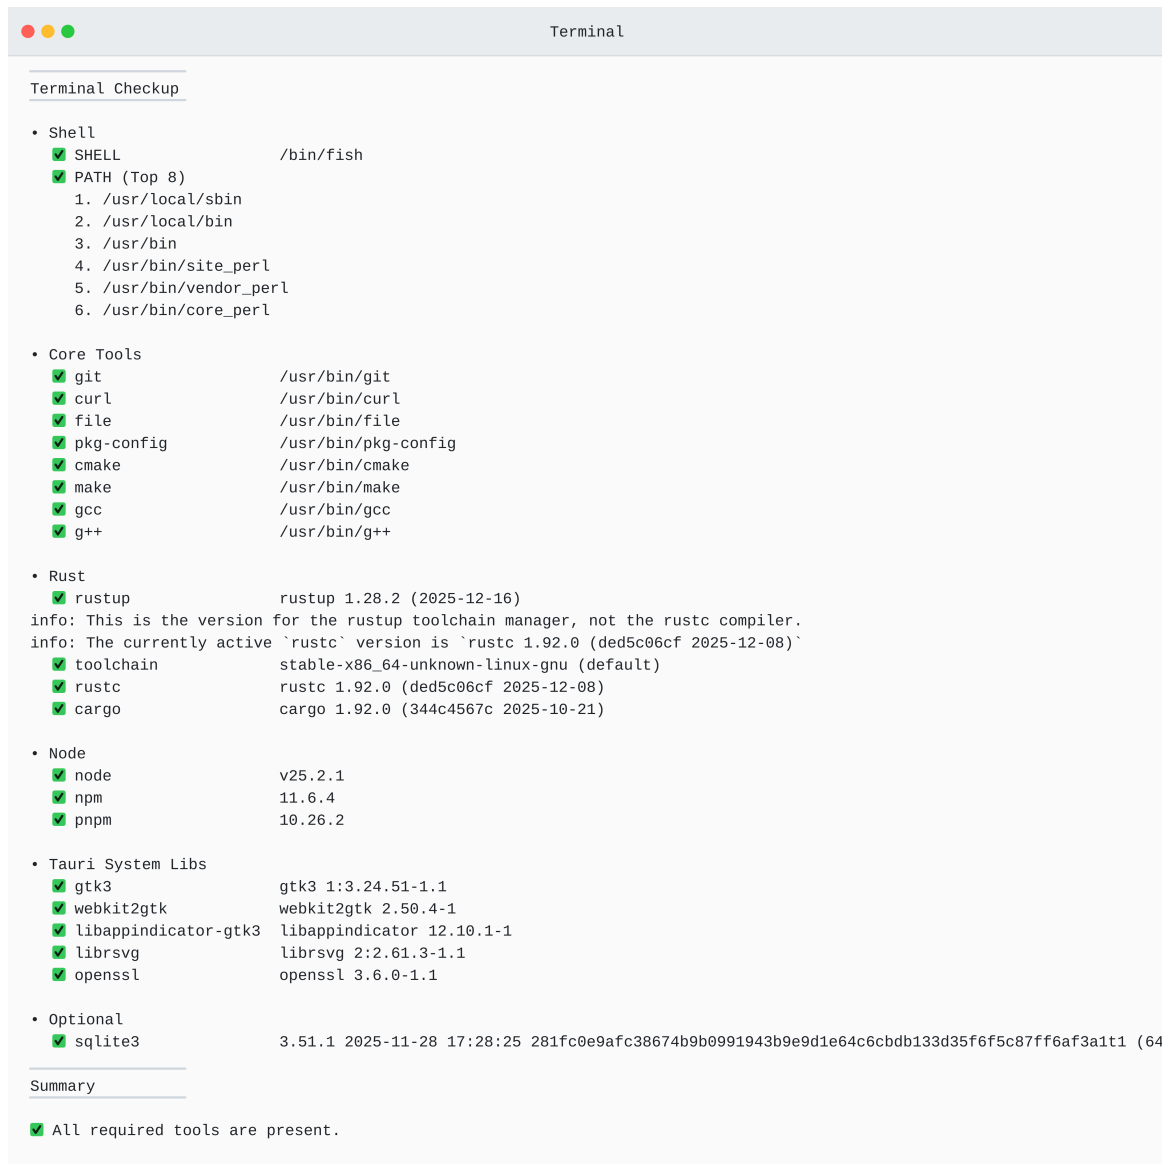 Terminal
Terminal Checkup
• Shell
✅ SHELL /bin/fish
✅ PATH (Top 8)
1. /usr/local/sbin
2. /usr/local/bin
3. /usr/bin
4. /usr/bin/site_perl
5. /usr/bin/vendor_perl
6. /usr/bin/core_perl
• Core Tools
✅ git /usr/bin/git
✅ curl /usr/bin/curl
✅ file /usr/bin/file
✅ pkg-config /usr/bin/pkg-config
✅ cmake /usr/bin/cmake
✅ make /usr/bin/make
✅ gcc /usr/bin/gcc
✅ g++ /usr/bin/g++
• Rust
✅ rustup rustup 1.28.2 (2025-12-16)
info: This is the version for the rustup toolchain manager, not the rustc compiler.
info: The currently active `rustc` version is `rustc 1.92.0 (ded5c06cf 2025-12-08)`
✅ toolchain stable-x86_64-unknown-linux-gnu (default)
✅ rustc rustc 1.92.0 (ded5c06cf 2025-12-08)
✅ cargo cargo 1.92.0 (344c4567c 2025-10-21)
• Node
✅ node v25.2.1
✅ npm 11.6.4
✅ pnpm 10.26.2
• Tauri System Libs
✅ gtk3 gtk3 1:3.24.51-1.1
✅ webkit2gtk webkit2gtk 2.50.4-1
✅ libappindicator-gtk3 libappindicator 12.10.1-1
✅ librsvg librsvg 2:2.61.3-1.1
✅ openssl openssl 3.6.0-1.1
• Optional
✅ sqlite3 3.51.1 2025-11-28 17:28:25 281fc0e9afc38674b9b0991943b9e9d1e64c6cbdb133d35f6f5c87ff6af3a1t1 (64
Summary
✅ All required tools are present.